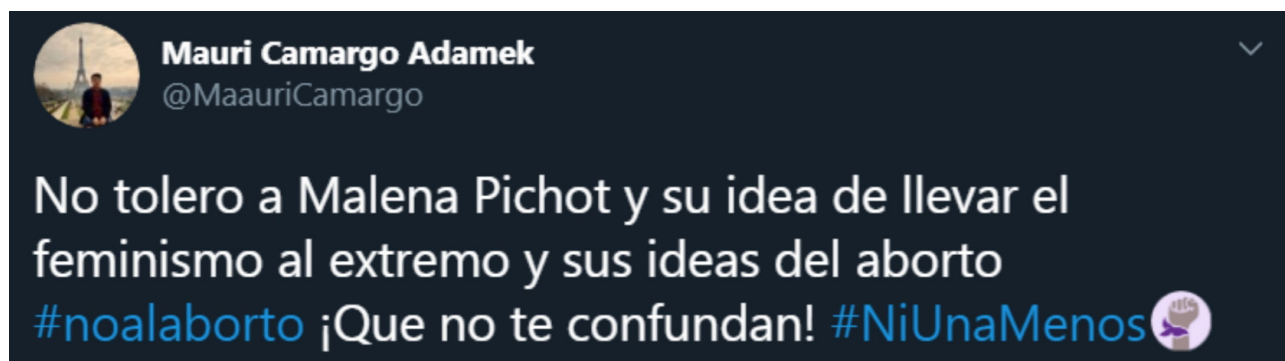 Mauri Camargo Adamek
@MaauriCamargo
No tolero a Malena Pichot y su idea de llevar el
feminismo al extremo y sus ideas del aborto
#noalaborto ¡Que no te confundan! #NiUnaMenos